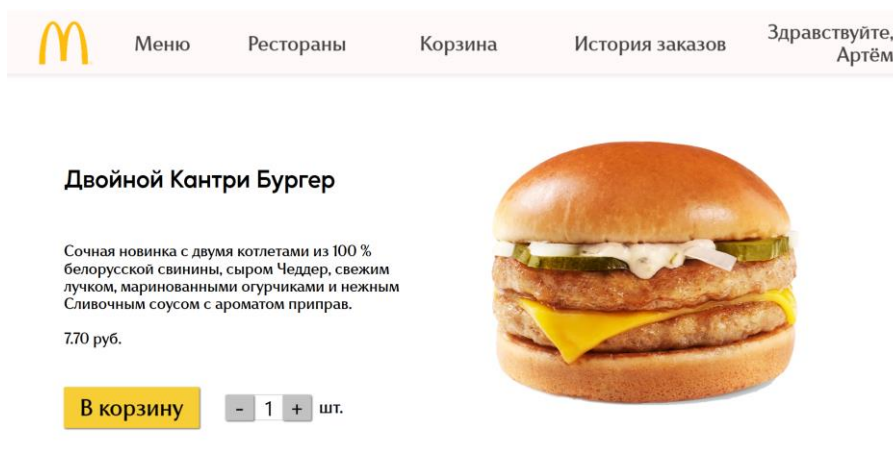 Меню
Рестораны
Корзина
История заказов
Здравствуйте,
Артём
Двойной Кантри Бургер
Сочная новинка с двумя котлетами из 100 %
белорусской свинины, сыром Чеддер, свежим
лучком, маринованными огурчиками и нежным
Сливочным соусом с ароматом приправ.
7.70 руб.
В корзину - 1 + шт.